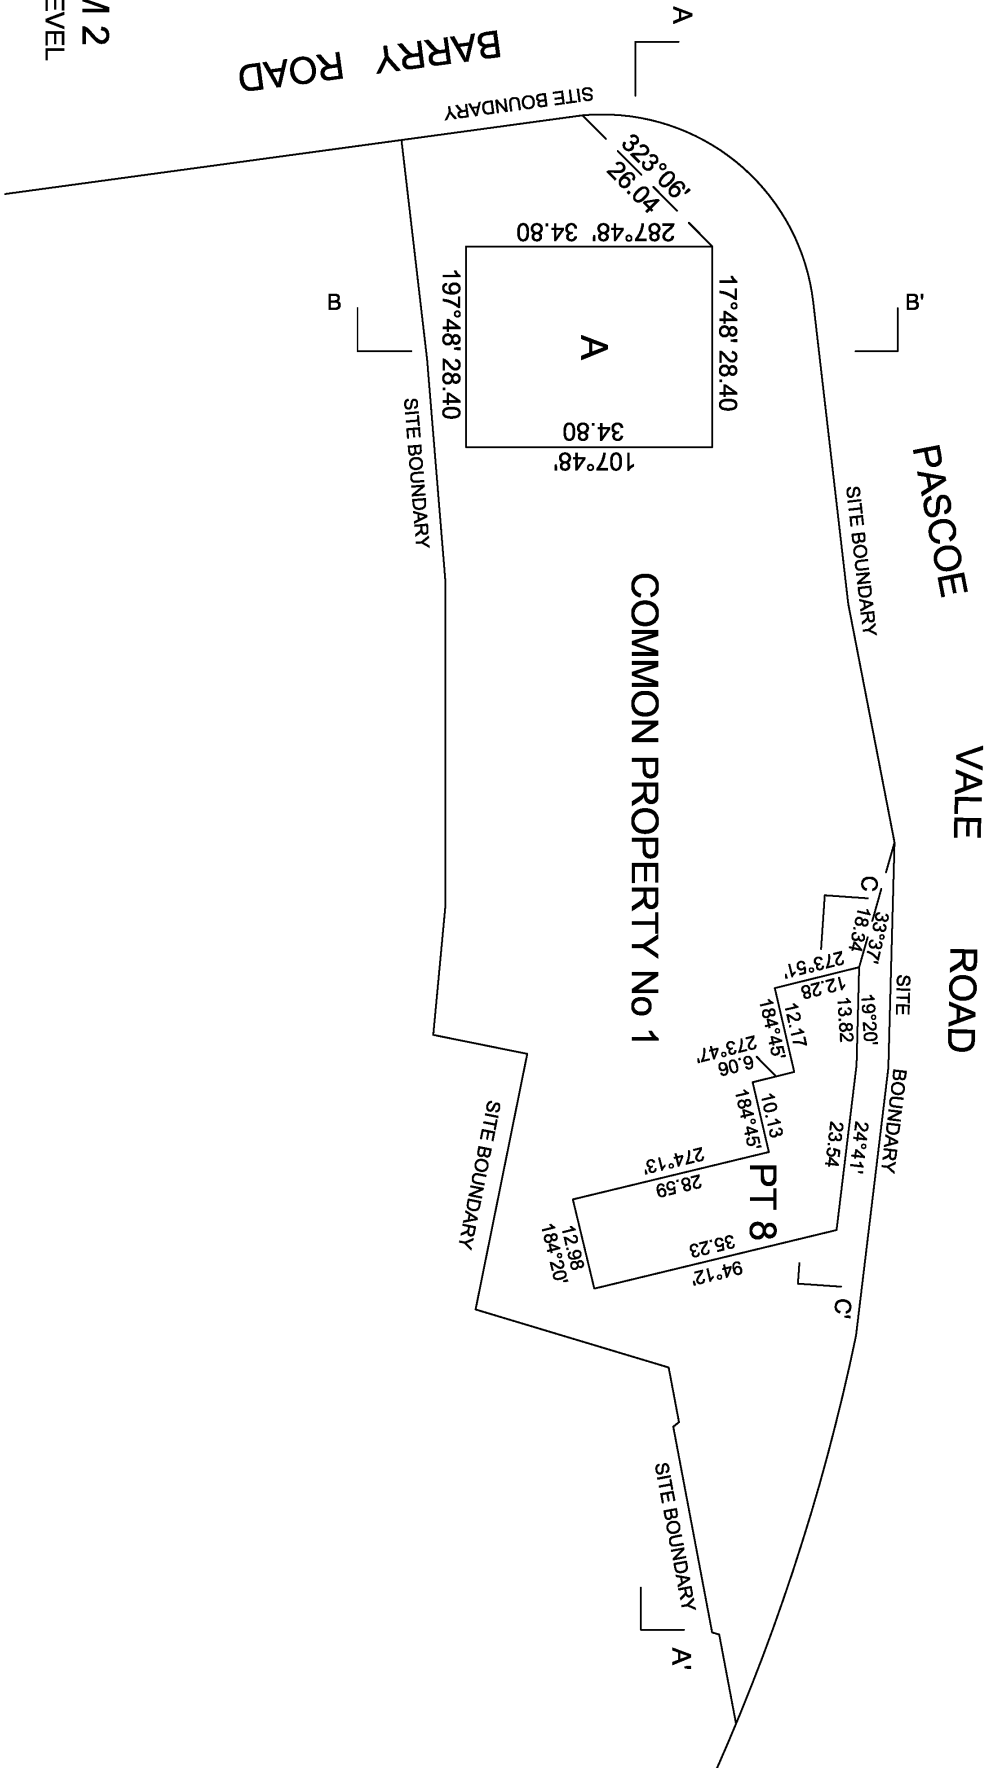 M 2
EVEL
BARRY ROAD
SITE BOUNDARY
A
323°06'
26.04
287°48' 34.80
17°48' 28.40
197°48' 28.40
A
34.80
107°48'
B
B'
SITE BOUNDARY
SITE BOUNDARY
PASCOE VALE ROAD
COMMON PROPERTY No 1
C
33°37'
18.34
273°51'
12.28
19°20'
13.82
12.17
184°45'
273°47'
6.06
10.13
184°45'
SITE BOUNDARY
24°41'
23.54
274°13'
28.59
PT 8
35.23
94°12'
12.98
184°20'
C'
SITE BOUNDARY
SITE BOUNDARY
A'